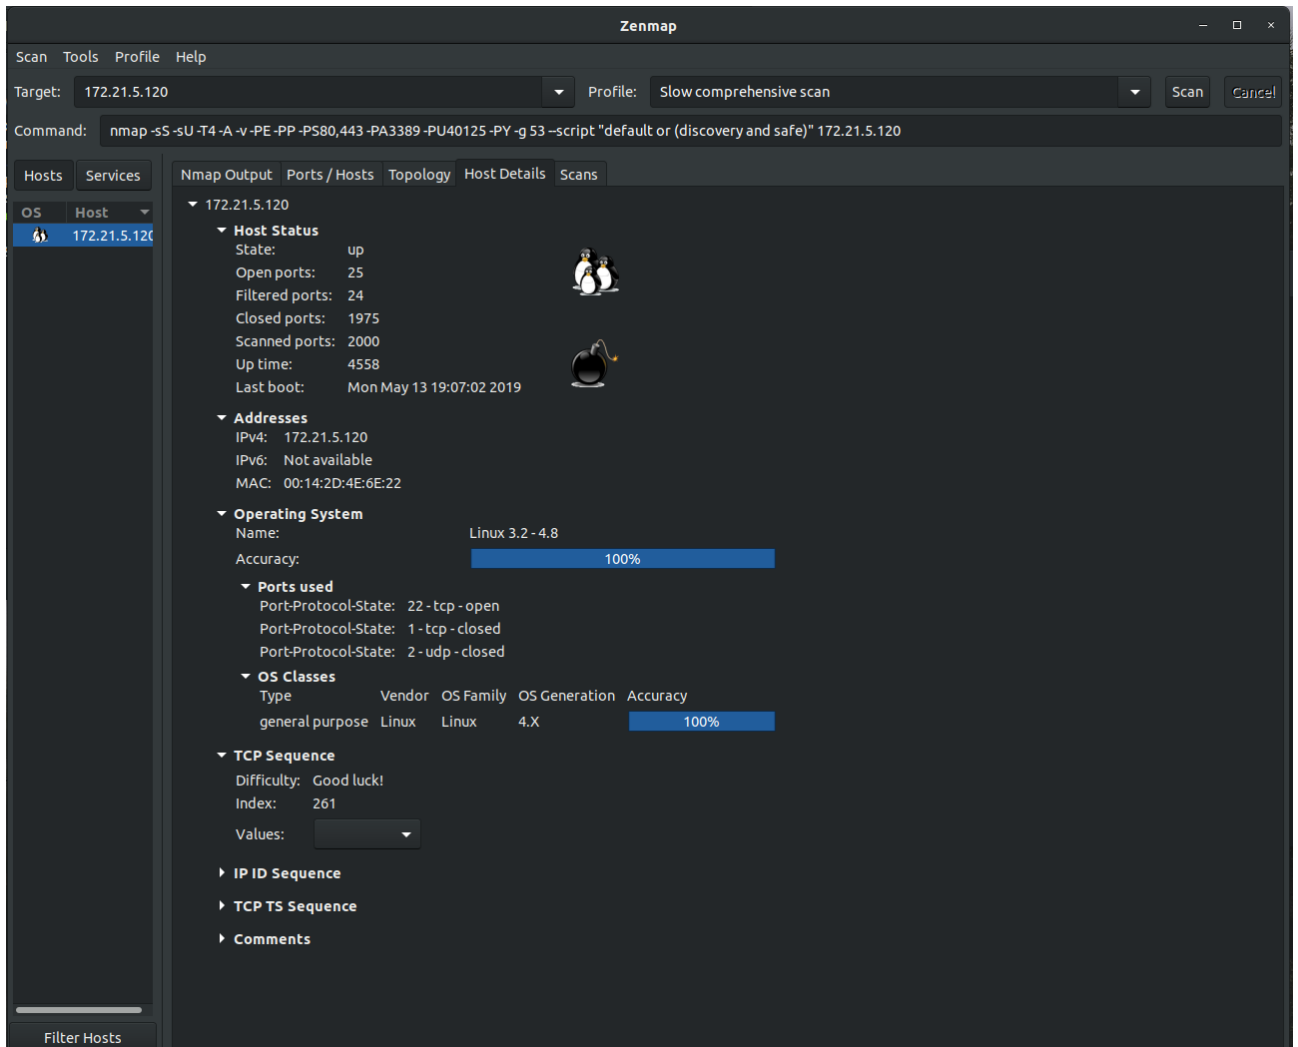 Zenmap
Scan Tools Profile Help
Target: 172.21.5.120 Profile: Slow comprehensive scan Scan Cancel
Command: nmap -sS -sU -T4 -A -v -PE -PP -PS80,443 -PA3389 -PU40125 -PY -g 53 --script "default or (discovery and safe)" 172.21.5.120
Hosts Services Nmap Output Ports / Hosts Topology Host Details Scans
OS Host
172.21.5.120
172.21.5.120
Host Status
State: up
Open ports: 25
Filtered ports: 24
Closed ports: 1975
Scanned ports: 2000
Up time: 4558
Last boot: Mon May 13 19:07:02 2019
Addresses
IPv4: 172.21.5.120
IPv6: Not available
MAC: 00:14:2D:4E:6E:22
Operating System
Name: Linux 3.2 - 4.8
Accuracy: 100%
Ports used
Port-Protocol-State: 22 - tcp - open
Port-Protocol-State: 1 - tcp - closed
Port-Protocol-State: 2 - udp - closed
OS Classes
Type Vendor OS Family OS Generation Accuracy
general purpose Linux Linux 4.X 100%
TCP Sequence
Difficulty: Good luck!
Index: 261
Values:
IP ID Sequence
TCP TS Sequence
Comments
Filter Hosts